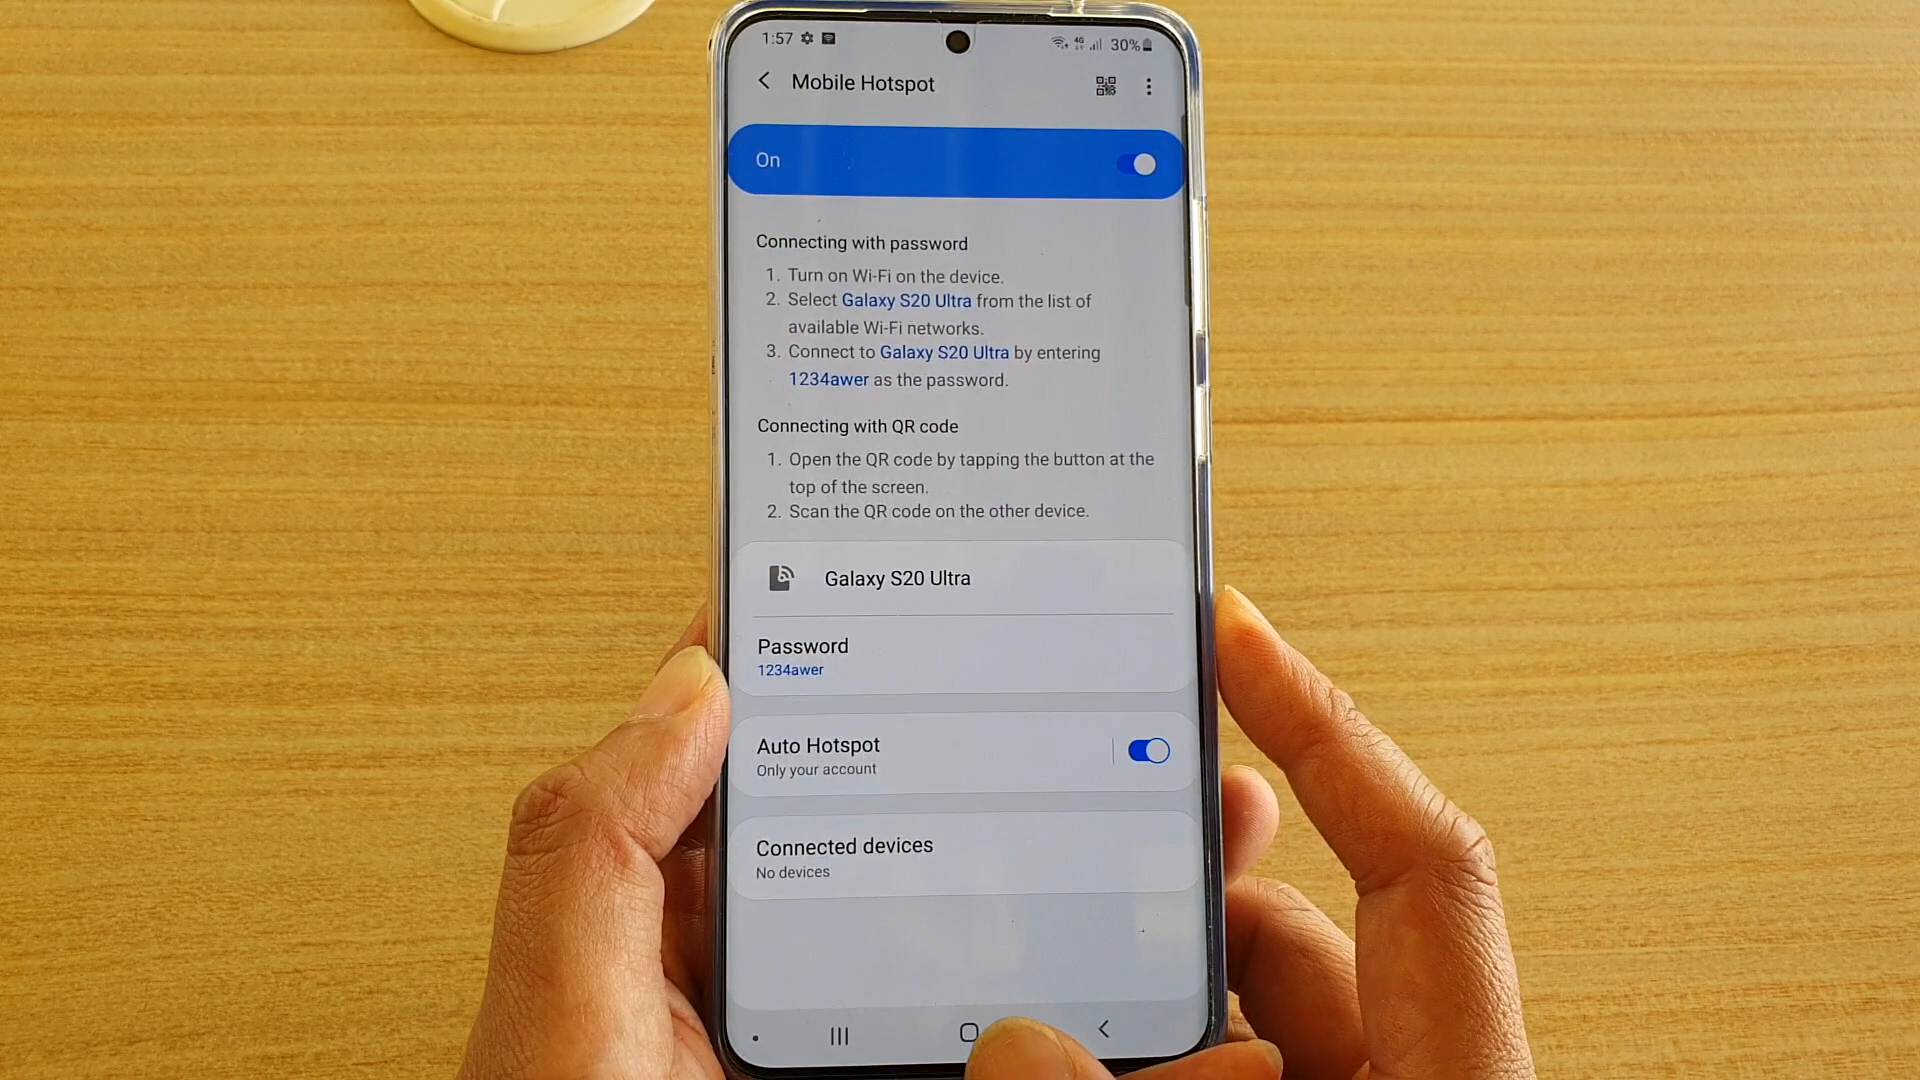 1:57
4G
30%
Mobile Hotspot
On
Connecting with password
1. Turn on Wi-Fi on the device.
2. Select Galaxy S20 Ultra from the list of
available Wi-Fi networks.
3. Connect to Galaxy S20 Ultra by entering
1234awer as the password.
Connecting with QR code
1. Open the QR code by tapping the button at the
top of the screen.
2. Scan the QR code on the other device.
Galaxy S20 Ultra
Password
1234awer
Auto Hotspot
Only your account
Connected devices
No devices